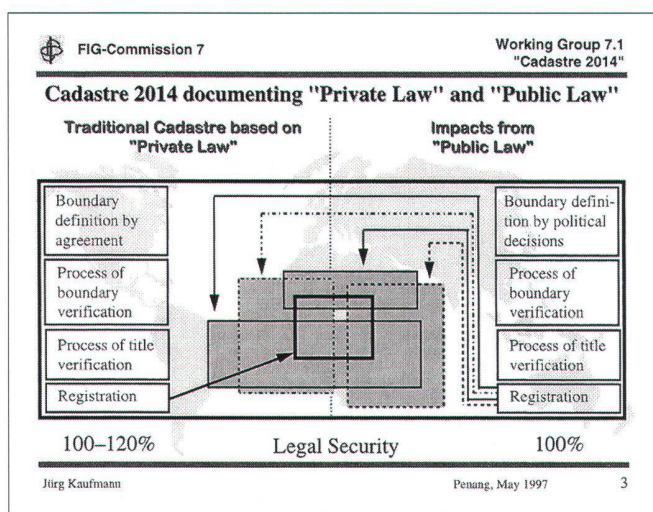 FIG-Commission 7
Working Group 7.1
"Cadastre 2014"
Cadastre 2014 documenting "Private Law" and "Public Law"
Traditional Cadastre based on
"Private Law"
Impacts from
"Public Law"
Boundary
definition by
agreement
Process of
boundary
verification
Process of title
verification
Registration
Boundary defini-
tion by political
decisions
Process of
boundary
verification
Process of title
verification
Registration
100–120%
Legal Security
100%
Jürg Kaufmann
Penang, May 1997
3